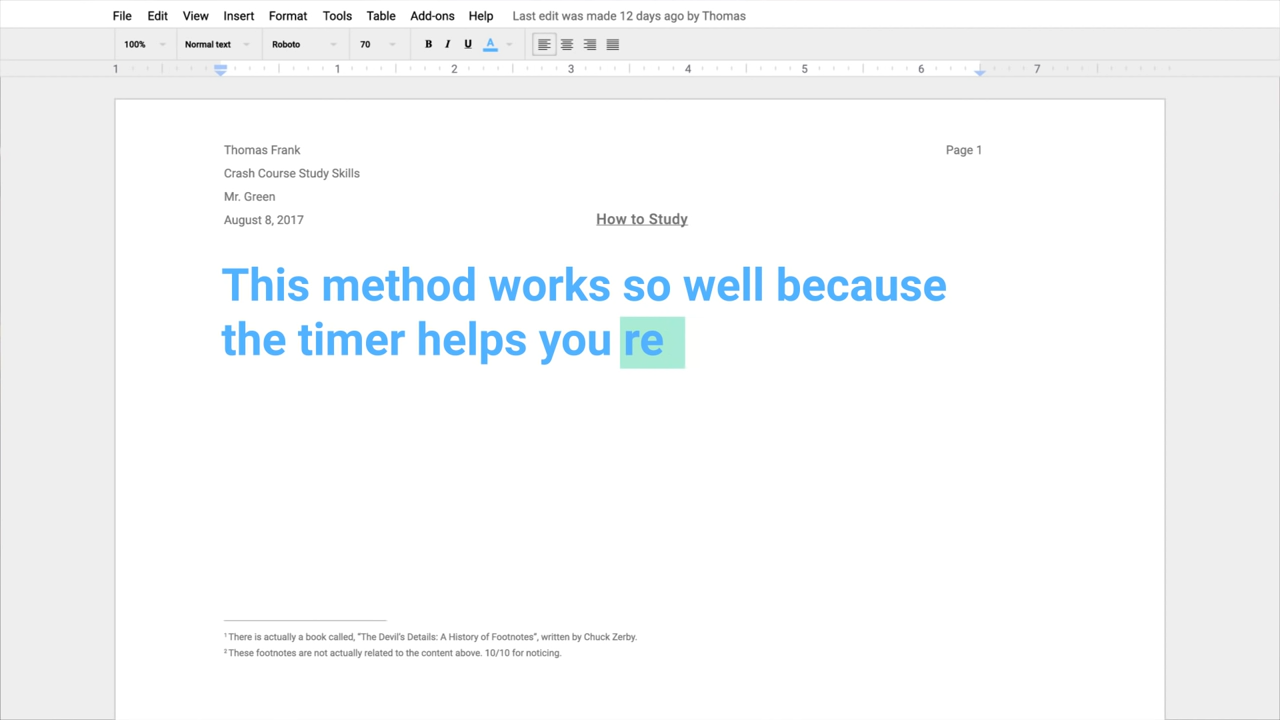 File Edit View Insert Format Tools Table Add-ons Help Last edit was made 12 days ago by Thomas
100% Normal text Roboto 70 B I U A
1 1 2 3 4 5 6 7
Thomas Frank Page 1
Crash Course Study Skills
Mr. Green
August 8, 2017 How to Study
This method works so well because
the timer helps you re
¹ There is actually a book called, "The Devil's Details: A History of Footnotes", written by Chuck Zerby.
² These footnotes are not actually related to the content above. 10/10 for noticing.